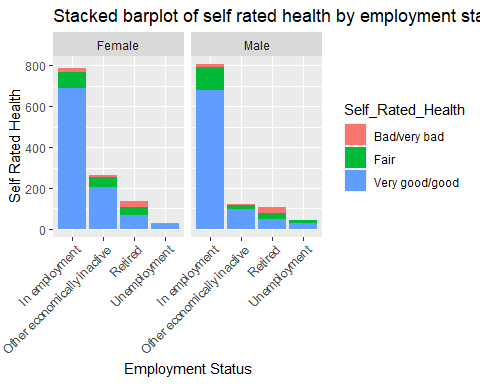 Stacked barplot of self rated health by employment sta
Female
Male
800
600
400
200
0
Self Rated Health
In employment
Other economically inactive
Retired
Unemployment
In employment
Other economically inactive
Retired
Unemployment
Employment Status
Self_Rated_Health
Bad/very bad
Fair
Very good/good